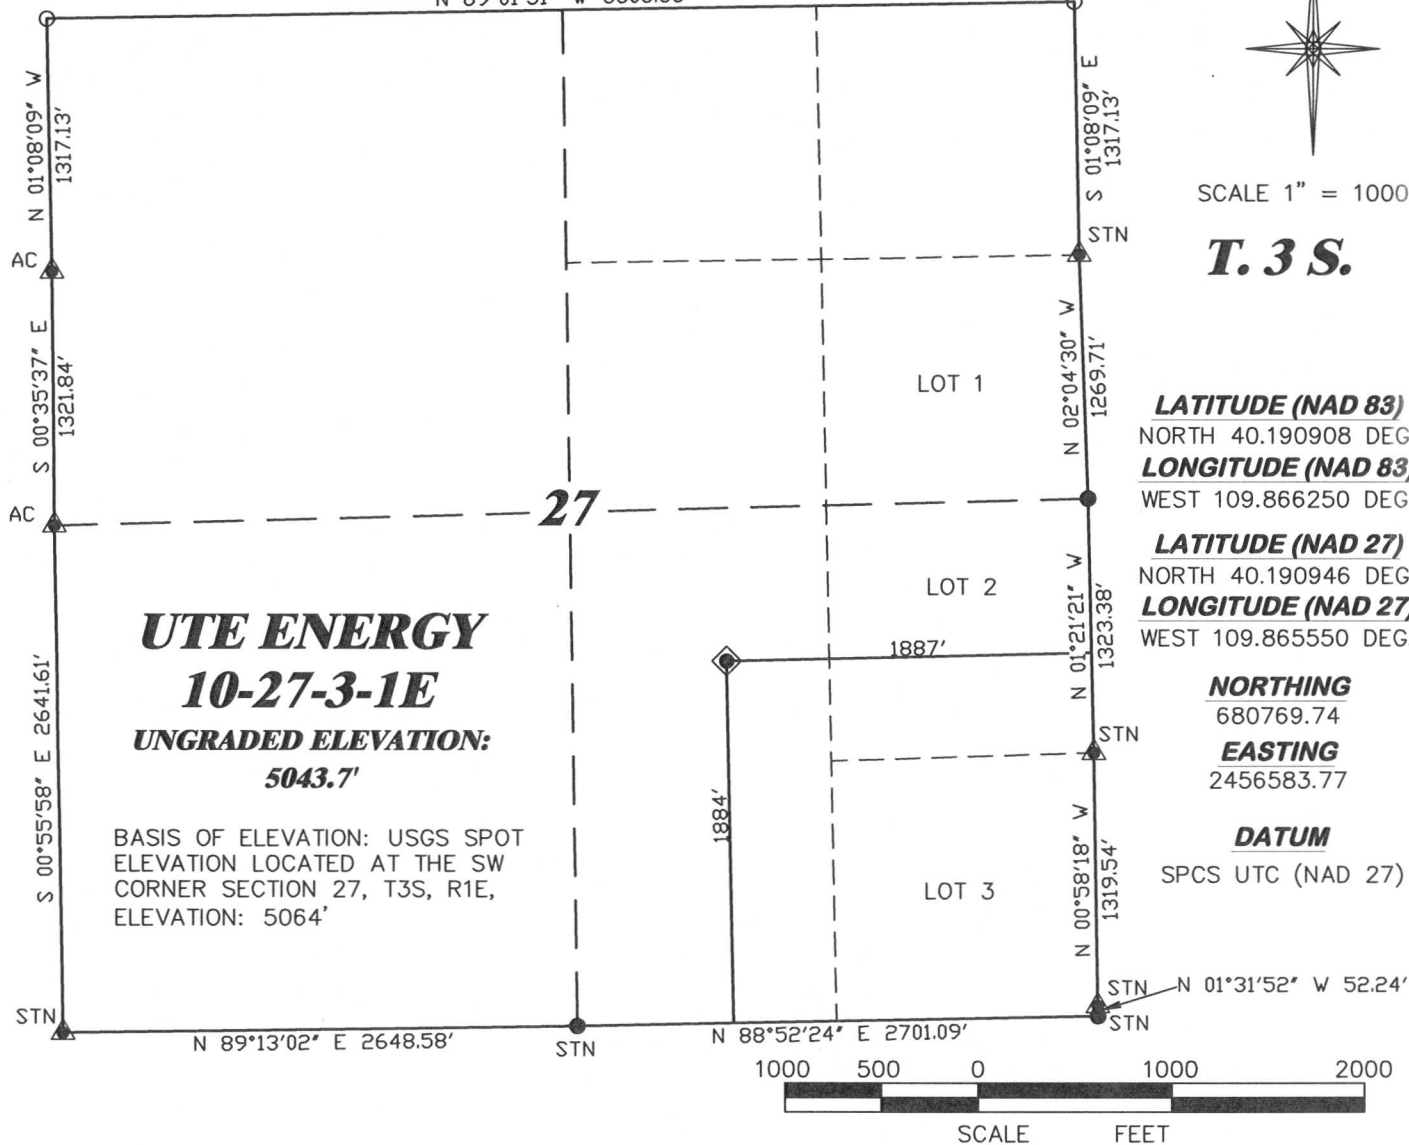 N 01°08'09" W
1317.13'
S 01°08'09" E
1317.13'
SCALE 1" = 1000
T. 3 S.
AC
STN
S 00°35'37" E
1321.84'
LOT 1
N 02°04'30" W
1269.71'
LATITUDE (NAD 83)
NORTH 40.190908 DEG
LONGITUDE (NAD 83)
WEST 109.866250 DEG
AC
27
LATITUDE (NAD 27)
NORTH 40.190946 DEG
LONGITUDE (NAD 27)
WEST 109.865550 DEG
LOT 2
1887'
N 01°21'21" W
1323.38'
UTE ENERGY
10-27-3-1E
UNGRADED ELEVATION:
5043.7'
BASIS OF ELEVATION: USGS SPOT
ELEVATION LOCATED AT THE SW
CORNER SECTION 27, T3S, R1E,
ELEVATION: 5064'
S 00°55'58" E 2641.61'
1884'
NORTHING
680769.74
EASTING
2456583.77
DATUM
SPCS UTC (NAD 27)
STN
LOT 3
N 00°58'18" W
1319.54'
STN
N 01°31'52" W 52.24'
STN
STN
N 89°13'02" E 2648.58'
STN
N 88°52'24" E 2701.09'
1000 500 0 1000 2000
SCALE FEET